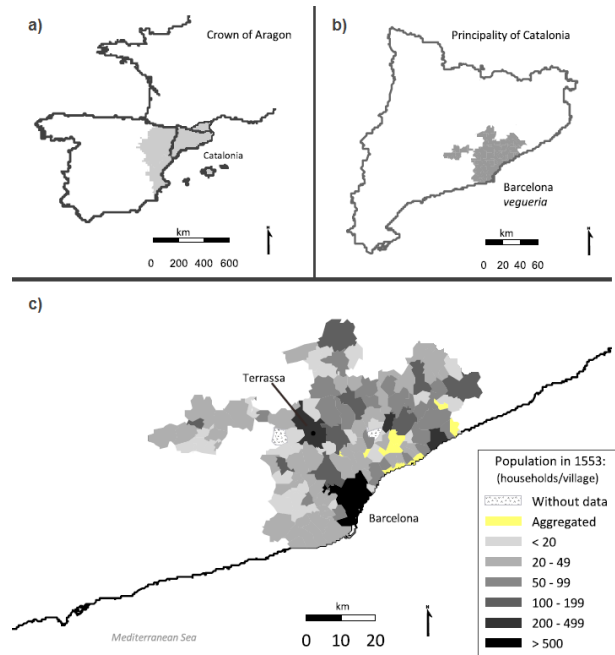 a)
Crown of Aragon
Catalonia
km
0 200 400 600
b)
Principality of Catalonia
Barcelona
vegueria
km
0 20 40 60
c)
Terrassa
Barcelona
km
0 10 20
Mediterranean Sea
Population in 1553:
(households/village)
Without data
Aggregated
< 20
20 - 49
50 - 99
100 - 199
200 - 499
> 500